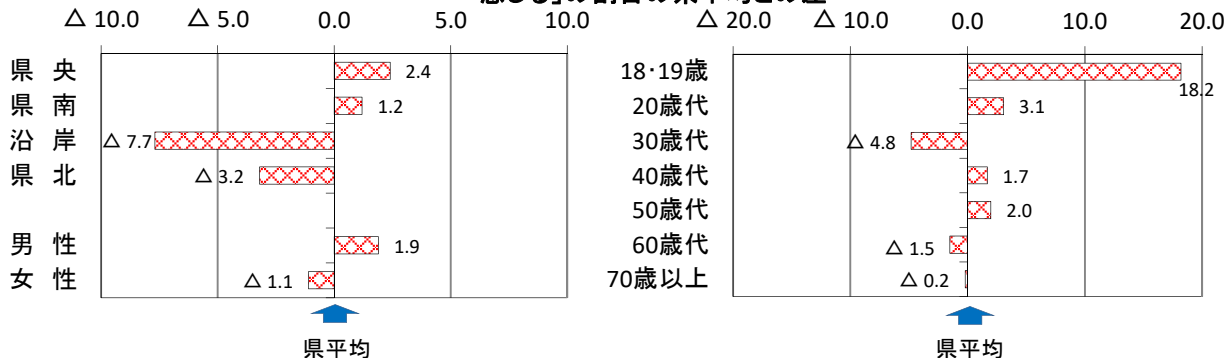 感じる」の割合の県平均との差
△ 10.0 △ 5.0 0.0 5.0 10.0
県 央 2.4
県 南 1.2
沿 岸 △ 7.7
県 北 △ 3.2
男 性 1.9
女 性 △ 1.1
県平均
△ 20.0 △ 10.0 0.0 10.0 20.0
18・19歳 18.2
20歳代 3.1
30歳代 △ 4.8
40歳代 1.7
50歳代 2.0
60歳代 △ 1.5
70歳以上 △ 0.2
県平均